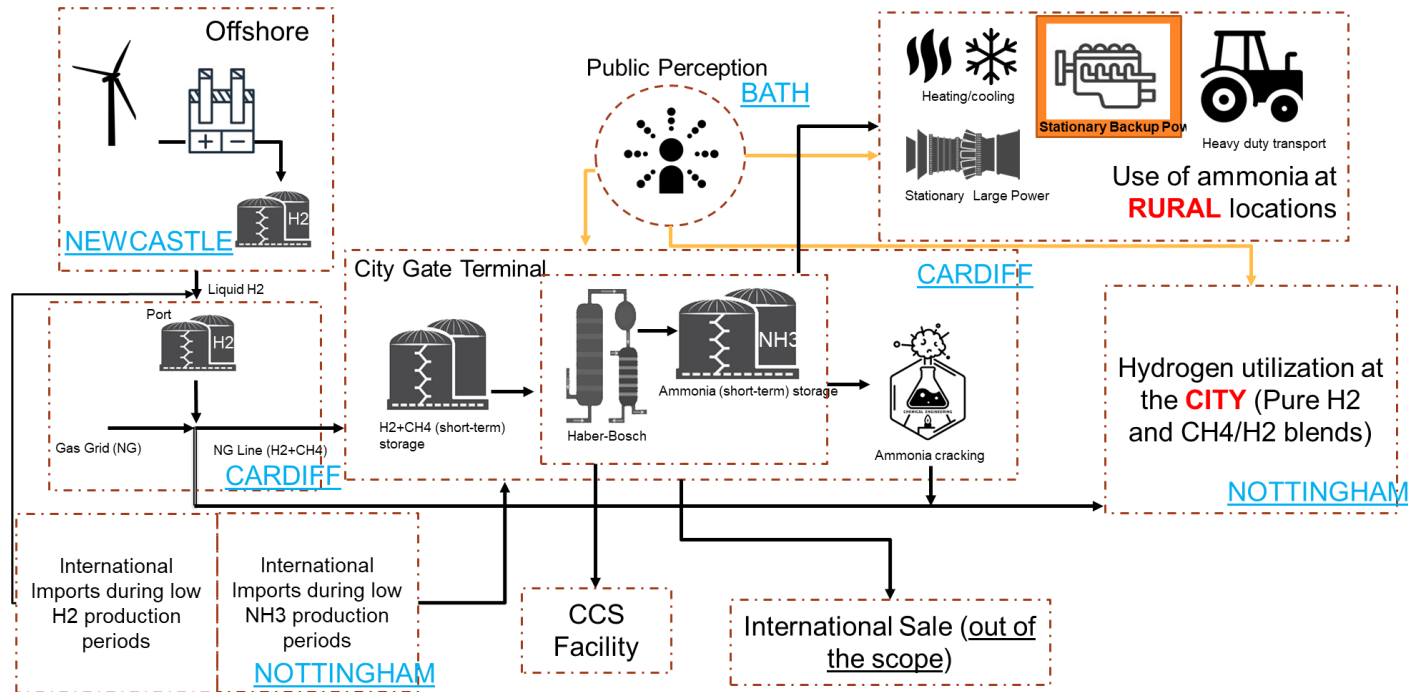 Offshore
H2
NEWCASTLE
Public Perception
BATH
Heating/cooling
Stationary Backup Pow
Heavy duty transport
Stationary Large Power
Use of ammonia at
RURAL locations
Liquid H2
Port
H2
Gas Grid (NG)
NG Line (H2+CH4)
CARDIFF
City Gate Terminal
CARDIFF
H2+CH4 (short-term)
storage
Haber-Bosch
NH3
Ammonia (short-term) storage
CHEMICAL ENGINEERING
Ammonia cracking
Hydrogen utilization at
the CITY (Pure H2
and CH4/H2 blends)
NOTTINGHAM
International
Imports during low
H2 production
periods
International
Imports during low
NH3 production
periods
NOTTINGHAM
CCS
Facility
International Sale (out of
the scope)